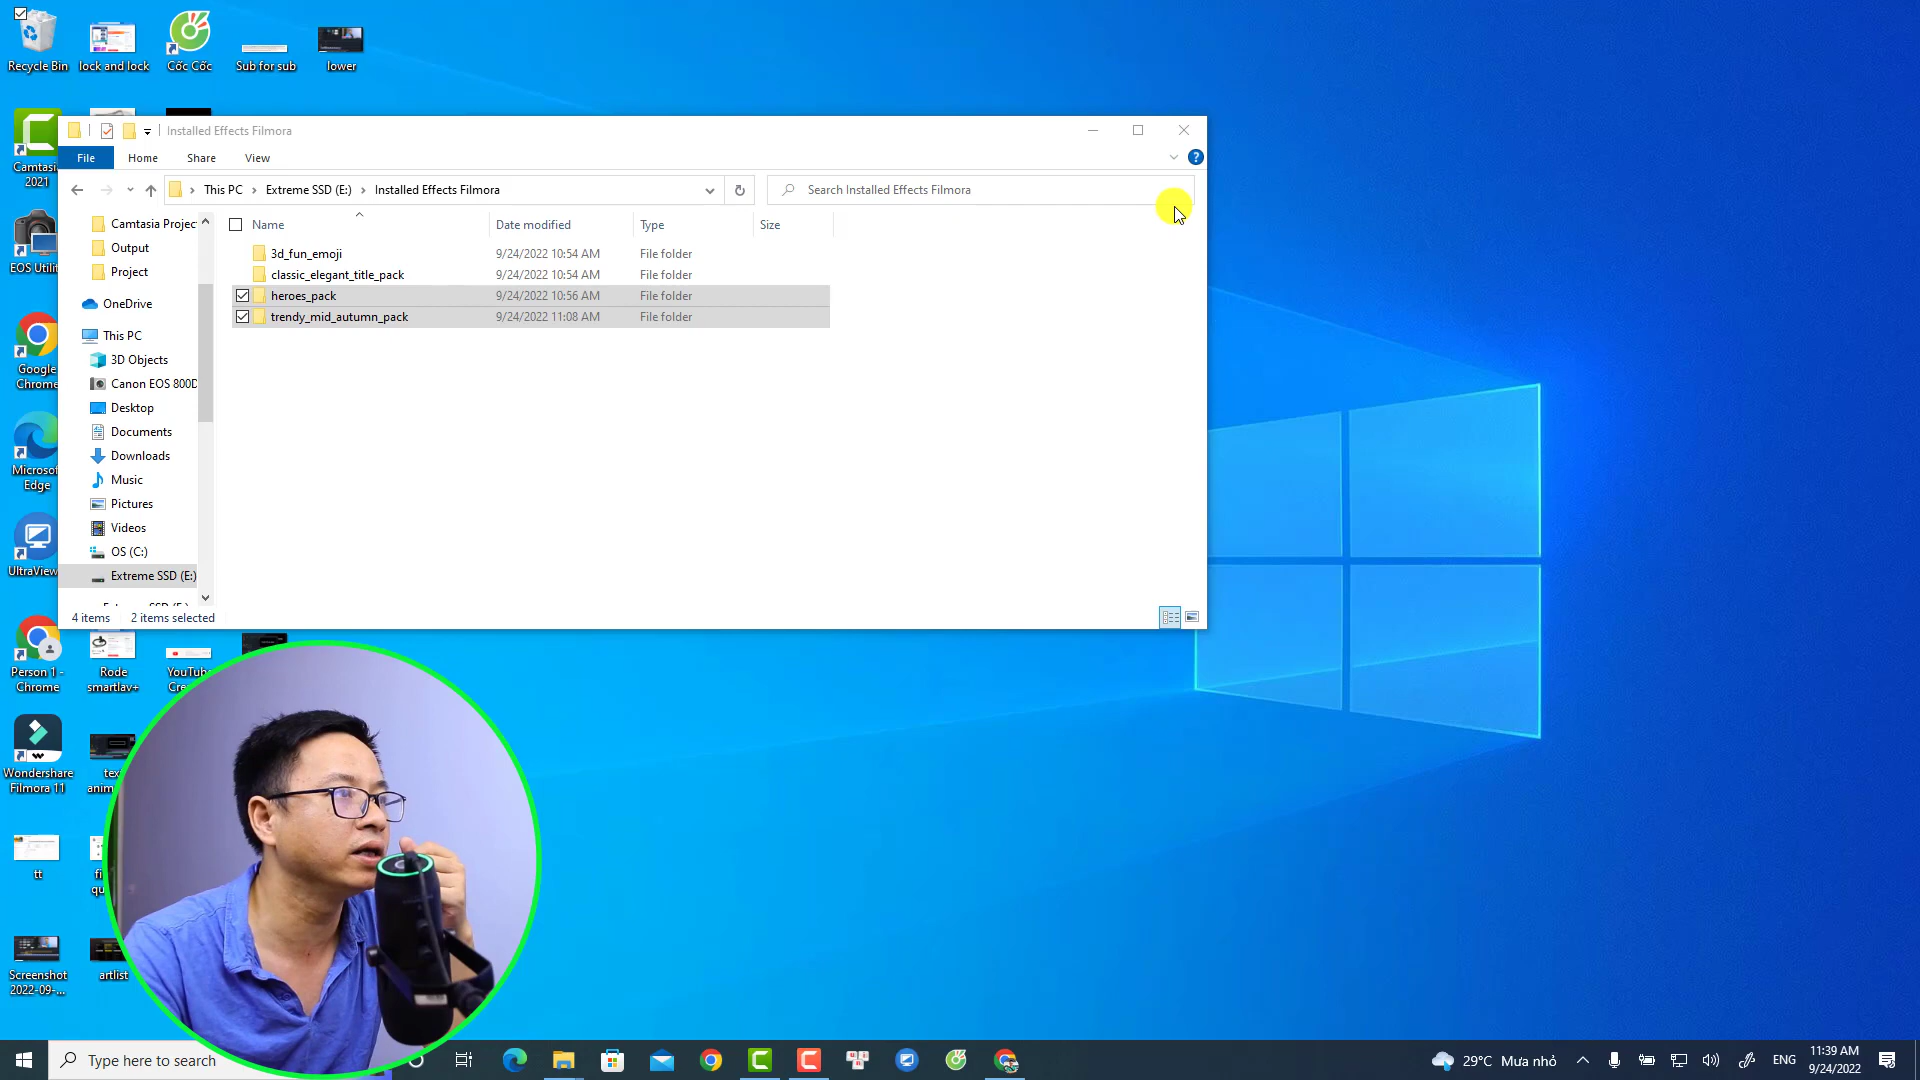 Recycle Bin
lock and lock
Cốc Cốc
Sub for sub
lower
Installed Effects Filmora
File
Home
Share
View
This PC
Extreme SSD (E:)
Installed Effects Filmora
Search Installed Effects Filmora
Name
Date modified
Type
Size
3d_fun_emoji
9/24/2022 10:54 AM
File folder
classic_elegant_title_pack
9/24/2022 10:54 AM
File folder
heroes_pack
9/24/2022 10:56 AM
File folder
trendy_mid_autumn_pack
9/24/2022 11:08 AM
File folder
Camtasia Projec
Output
Project
OneDrive
This PC
3D Objects
Canon EOS 800D
Desktop
Documents
Downloads
Music
Pictures
Videos
OS (C:)
Extreme SSD (E:)
4 items
2 items selected
Camtasia
2021
EOS Utilit
Google
Chrome
Microsof
Edge
UltraView
Person 1 -
Chrome
Rode
smartlav+
YouTub
Cre
Wondershare
Filmora 11
tex
anim
tt
fi
qu
Screenshot
2022-09-...
artlist
Type here to search
29°C Mưa nhỏ
ENG
11:39 AM
9/24/2022